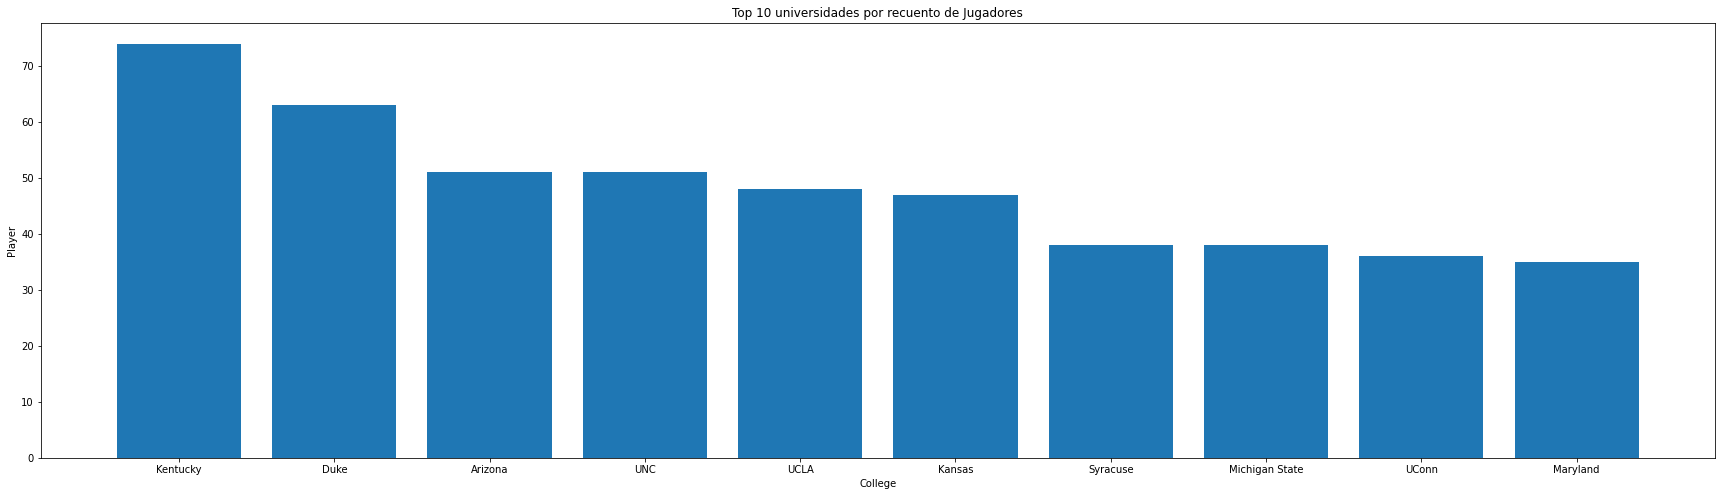 Top 10 universidades por recuento de Jugadores
Player
70
60
50
40
30
20
10
0
Kentucky Duke Arizona UNC UCLA Kansas Syracuse Michigan State UConn Maryland
College